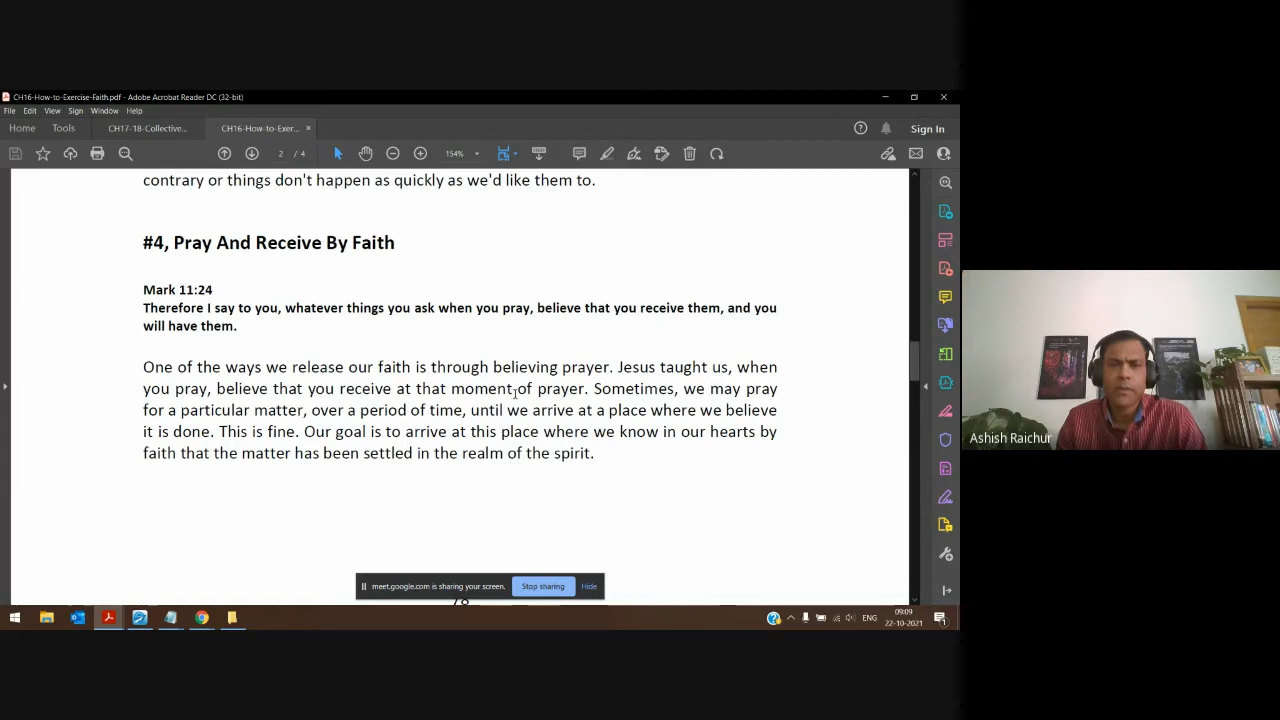 CH16-How-to-Exercise-Faith.pdf - Adobe Acrobat Reader DC (32-bit)
File Edit View Sign Window Help
Home Tools CH17-18-Collective... CH16-How-to-Exer... × Sign In
2 / 4 154%
contrary or things don't happen as quickly as we'd like them to.
#4, Pray And Receive By Faith
Mark 11:24
Therefore I say to you, whatever things you ask when you pray, believe that you receive them, and you
will have them.
One of the ways we release our faith is through believing prayer. Jesus taught us, when
you pray, believe that you receive at that moment of prayer. Sometimes, we may pray
for a particular matter, over a period of time, until we arrive at a place where we believe
it is done. This is fine. Our goal is to arrive at this place where we know in our hearts by
faith that the matter has been settled in the realm of the spirit.
Ashish Raichur
meet.google.com is sharing your screen. Stop sharing Hide
ENG
09:09
22-10-2021